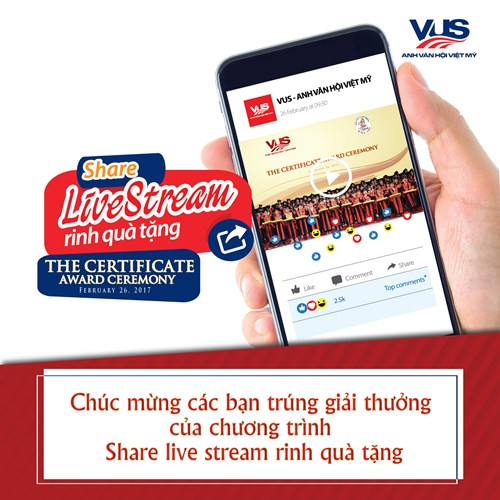 VUS
ANH VĂN HỘI VIỆT MỸ
VUS
VUS - ANH VĂN HỘI VIỆT MỸ
26 February at 09:30
VUS
THE CERTIFICATE AWARD CEREMONY
Share
LiveStream
rinh quà tặng
THE CERTIFICATE
AWARD CEREMONY
FEBRUARY 26, 2017
Like
Comment
Share
2.5k
Top comments
Chúc mừng các bạn trúng giải thưởng
của chương trình
Share live stream rinh quà tặng